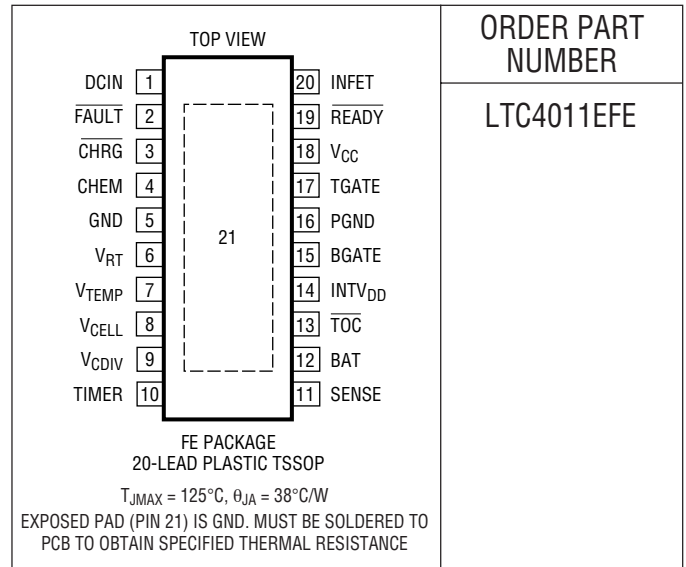 TOP VIEW
DCIN 1
FAULT 2
CHRG 3
CHEM 4
GND 5
VRT 6
VTEMP 7
VCELL 8
VCDIV 9
TIMER 10
21
20 INFET
19 READY
18 VCC
17 TGATE
16 PGND
15 BGATE
14 INTVDD
13 TOC
12 BAT
11 SENSE
FE PACKAGE
20-LEAD PLASTIC TSSOP
TJMAX = 125°C, θJA = 38°C/W
EXPOSED PAD (PIN 21) IS GND. MUST BE SOLDERED TO
PCB TO OBTAIN SPECIFIED THERMAL RESISTANCE
ORDER PART
NUMBER
LTC4011EFE